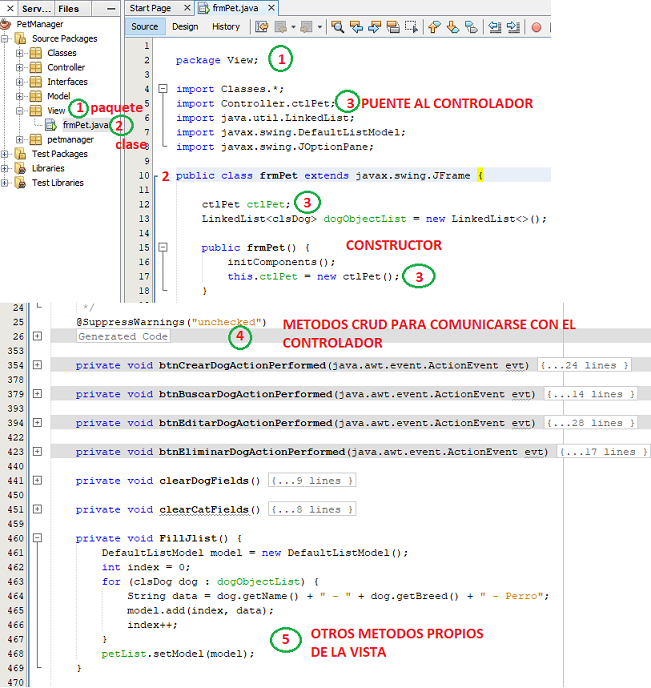 Serv...
Files
PetManager
Source Packages
Classes
Controller
Interfaces
Model
View 1 paquete
frmPet.java 2
clase
petmanager
Test Packages
Libraries
Test Libraries
Start Page
frmPet.java
Source Design History
1
2 package View; 1
3
4 import Classes.*;
5 import Controller.ctlPet; 3 PUENTE AL CONTROLADOR
6 import java.util.LinkedList;
7 import javax.swing.DefaultListModel;
8 import javax.swing.JOptionPane;
9
10 2 public class frmPet extends javax.swing.JFrame {
11
12 ctlPet ctlPet; 3
13 LinkedList<clsDog> dogObjectList = new LinkedList<>();
14
15 public frmPet() { CONSTRUCTOR
16 initComponents();
17 this.ctlPet = new ctlPet(); 3
18 }
24 */
25 @SuppressWarnings("unchecked")
26 Generated Code 4 METODOS CRUD PARA COMUNICARSE CON EL
CONTROLADOR
353
354 private void btnCrearDogActionPerformed(java.awt.event.ActionEvent evt) {...24 lines }
378
379 private void btnBuscarDogActionPerformed(java.awt.event.ActionEvent evt) {...14 lines }
393
394 private void btnEditarDogActionPerformed(java.awt.event.ActionEvent evt) {...28 lines }
422
423 private void btnEliminarDogActionPerformed(java.awt.event.ActionEvent evt) {...17 lines }
440
441 private void clearDogFields() {...9 lines }
450
451 private void clearCatFields() {...8 lines }
459
460 private void FillJlist() {
461 DefaultListModel model = new DefaultListModel();
462 int index = 0;
463 for (clsDog dog : dogObjectList) {
464 String data = dog.getName() + " - " + dog.getBreed() + " - Perro";
465 model.add(index, data);
466 index++;
467 } 5 OTROS METODOS PROPIOS
DE LA VISTA
468 petList.setModel(model);
469 }
470